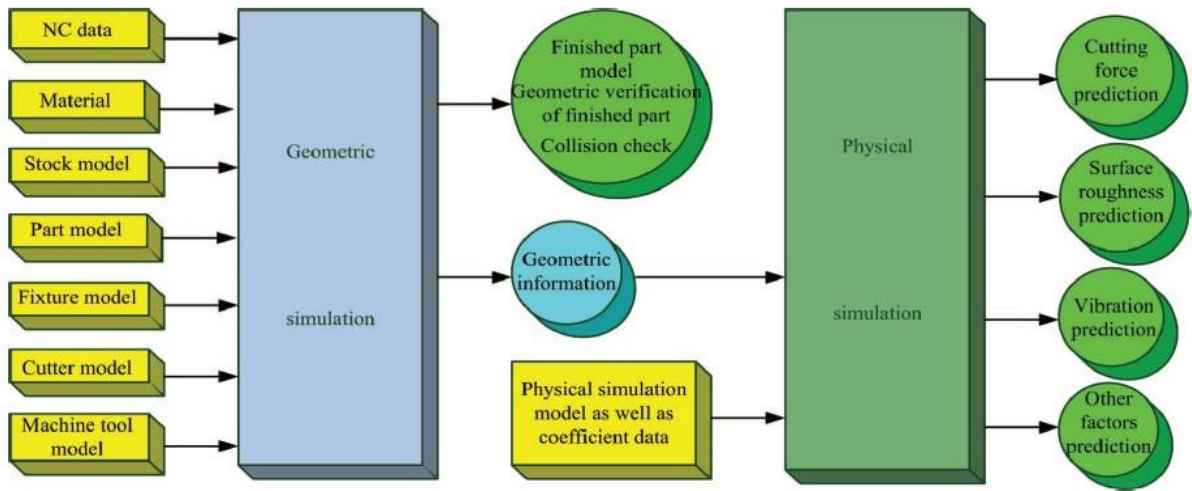 NC data
Material
Stock model
Part model
Fixture model
Cutter model
Machine tool
model
Geometric
simulation
Finished part
model
Geometric verification
of finished part
Collision check
Geometric
information
Physical simulation
model as well as
coefficient data
Physical
simulation
Cutting
force
prediction
Surface
roughness
prediction
Vibration
prediction
Other
factors
prediction